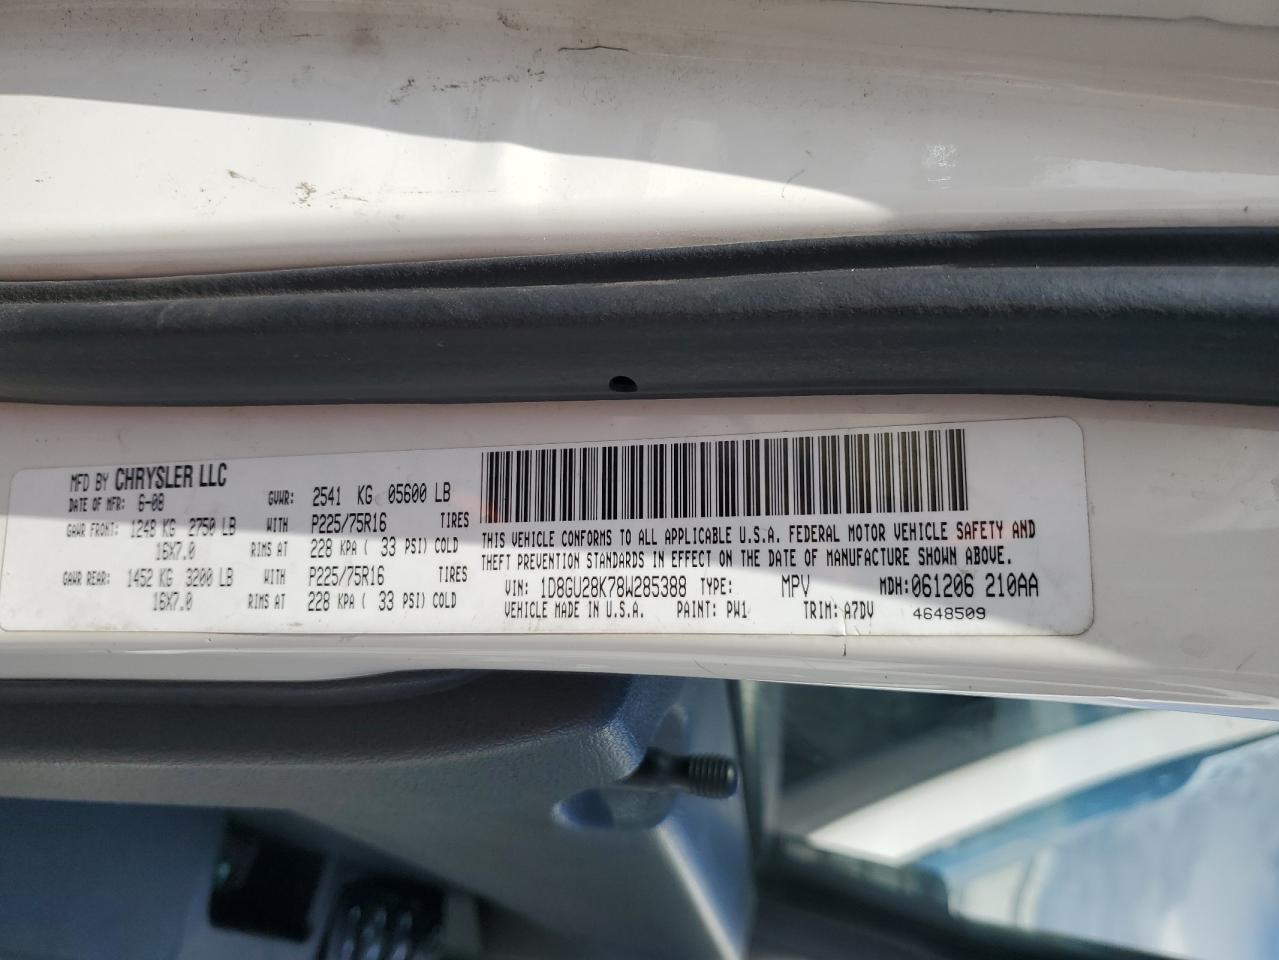 MFD BY CHRYSLER LLC
DATE OF MFR: 6-08 GVWR: 2541 KG 05600 LB
GAWR FRONT: 1248 KG 2750 LB WITH P225/75R16 TIRES
16X7.0 RIMS AT 228 KPA ( 33 PSI) COLD
GAWR REAR: 1452 KG 3200 LB WITH P225/75R16 TIRES
16X7.0 RIMS AT 228 KPA ( 33 PSI) COLD
THIS VEHICLE CONFORMS TO ALL APPLICABLE U.S.A. FEDERAL MOTOR VEHICLE SAFETY AND
THEFT PREVENTION STANDARDS IN EFFECT ON THE DATE OF MANUFACTURE SHOWN ABOVE.
VIN: 1D8GU28K78W285388 TYPE: MPV MDH: 061206 210AA
VEHICLE MADE IN U.S.A. PAINT: PW1 TRIM: A7DV 4648509